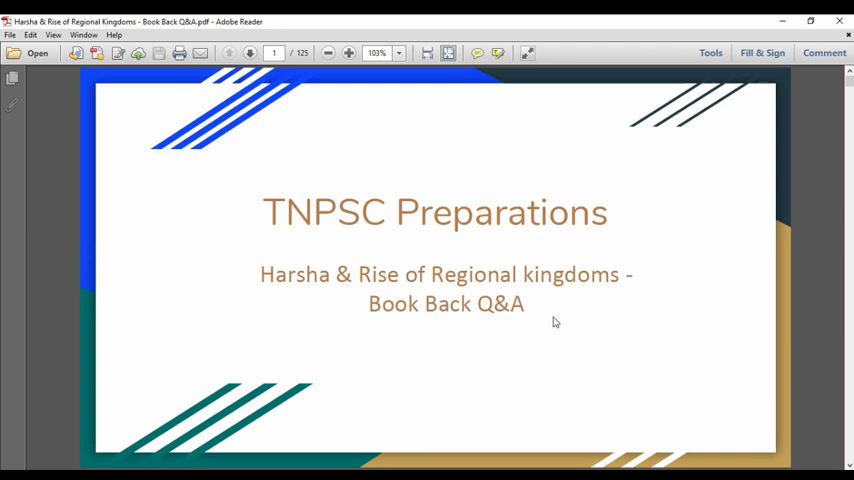 Harsha & Rise of Regional Kingdoms - Book Back Q&A.pdf - Adobe Reader
File Edit View Window Help
Open 1 / 125 103% Tools Fill & Sign Comment
TNPSC Preparations
Harsha & Rise of Regional kingdoms -
Book Back Q&A